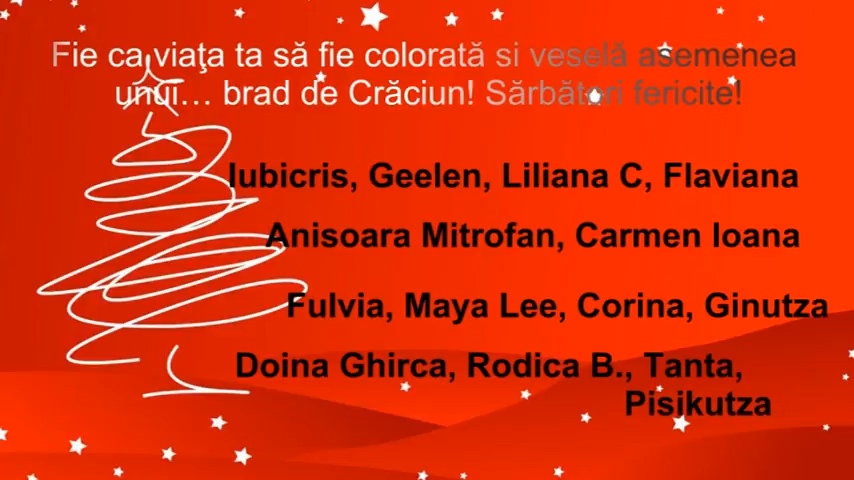 Fie ca viaţa ta să fie colorată si veselă asemenea
unui… brad de Crăciun! Sărbători fericite!
Iubicris, Geelen, Liliana C, Flaviana
Anisoara Mitrofan, Carmen Ioana
Fulvia, Maya Lee, Corina, Ginutza
Doina Ghirca, Rodica B., Tanta,
Pisikutza